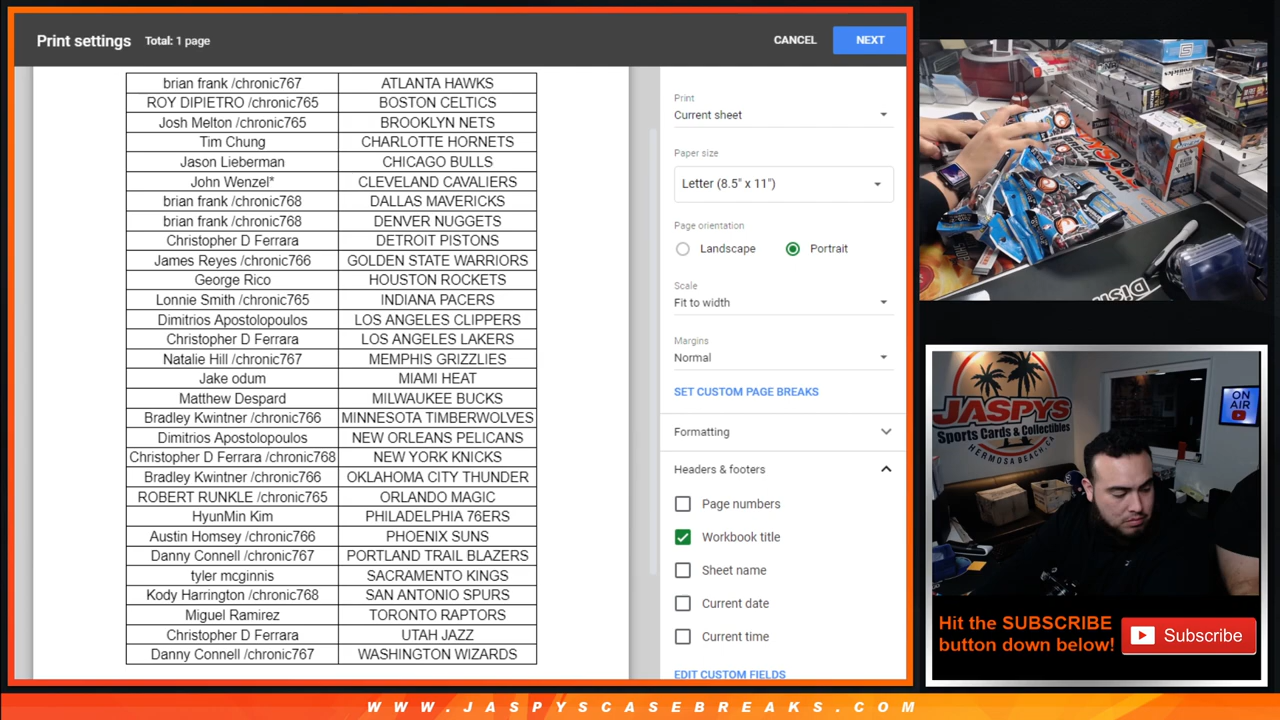 Print settings Total: 1 page CANCEL NEXT
brian frank /chronic767 ATLANTA HAWKS
ROY DIPIETRO /chronic765 BOSTON CELTICS
Josh Melton /chronic765 BROOKLYN NETS
Tim Chung CHARLOTTE HORNETS
Jason Lieberman CHICAGO BULLS
John Wenzel* CLEVELAND CAVALIERS
brian frank /chronic768 DALLAS MAVERICKS
brian frank /chronic768 DENVER NUGGETS
Christopher D Ferrara DETROIT PISTONS
James Reyes /chronic766 GOLDEN STATE WARRIORS
George Rico HOUSTON ROCKETS
Lonnie Smith /chronic765 INDIANA PACERS
Dimitrios Apostolopoulos LOS ANGELES CLIPPERS
Christopher D Ferrara LOS ANGELES LAKERS
Natalie Hill /chronic767 MEMPHIS GRIZZLIES
Jake odum MIAMI HEAT
Matthew Despard MILWAUKEE BUCKS
Bradley Kwintner /chronic766 MINNESOTA TIMBERWOLVES
Dimitrios Apostolopoulos NEW ORLEANS PELICANS
Christopher D Ferrara /chronic768 NEW YORK KNICKS
Bradley Kwintner /chronic766 OKLAHOMA CITY THUNDER
ROBERT RUNKLE /chronic765 ORLANDO MAGIC
HyunMin Kim PHILADELPHIA 76ERS
Austin Homsey /chronic766 PHOENIX SUNS
Danny Connell /chronic767 PORTLAND TRAIL BLAZERS
tyler mcginnis SACRAMENTO KINGS
Kody Harrington /chronic768 SAN ANTONIO SPURS
Miguel Ramirez TORONTO RAPTORS
Christopher D Ferrara UTAH JAZZ
Danny Connell /chronic767 WASHINGTON WIZARDS
Print
Current sheet
Paper size
Letter (8.5" x 11")
Page orientation
Landscape Portrait
Scale
Fit to width
Margins
Normal
SET CUSTOM PAGE BREAKS
Formatting
Headers & footers
Page numbers
Workbook title
Sheet name
Current date
Current time
EDIT CUSTOM FIELDS
JASPYS
Sports Cards & Collectibles
HERMOSA BEACH, CA
ON
AIR
Hit the SUBSCRIBE
button down below!
Subscribe
WWW.JASPYSCASEBREAKS.COM